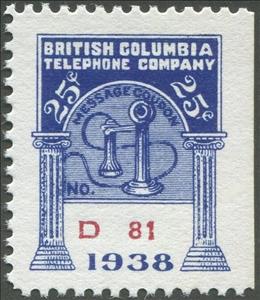 BRITISH COLUMBIA
TELEPHONE COMPANY
25¢ 25¢
MESSAGE COUPON
NO.
D 81
1938